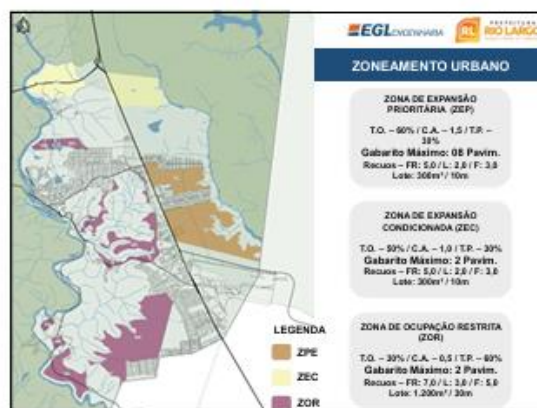 EGL ENGENHARIA
PREFEITURA
RL RIO LARGO
ZONEAMENTO URBANO
ZONA DE EXPANSÃO
PRIORITÁRIA (ZEP)
T.O. – 60% / C.A. – 1,5 / T.P. –
30%
Gabarito Máximo: 08 Pavim.
Recuos – FR: 5,0 / L: 2,0 / F: 3,0
Lote: 300m² / 10m
ZONA DE EXPANSÃO
CONDICIONADA (ZEC)
T.O. – 50% / C.A. – 1,0 / T.P. – 30%
Gabarito Máximo: 2 Pavim.
Recuos – FR: 5,0 / L: 2,0 / F: 3,0
Lote: 300m² / 10m
ZONA DE OCUPAÇÃO RESTRITA
(ZOR)
T.O. – 30% / C.A. – 0,5 / T.P. – 60%
Gabarito Máximo: 2 Pavim.
Recuos – FR: 7,0 / L: 3,0 / F: 5,0
Lote: 1.200m² / 30m
LEGENDA
ZPE
ZEC
ZOR